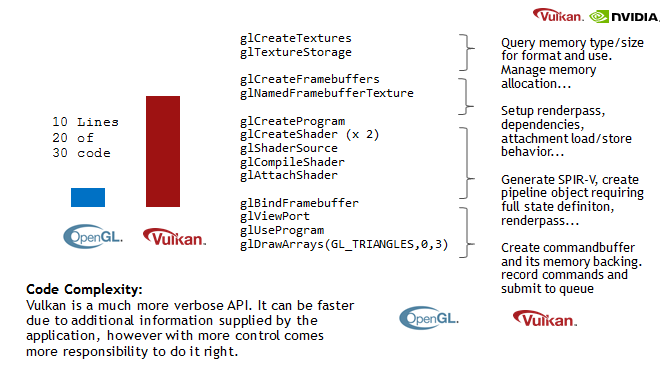 Vulkan. NVIDIA.
10 Lines
20 of
30 code
OpenGL. Vulkan.
glCreateTextures
glTextureStorage
glCreateFramebuffers
glNamedFramebufferTexture
glCreateProgram
glCreateShader (x 2)
glShaderSource
glCompileShader
glAttachShader
glBindFramebuffer
glViewPort
glUseProgram
glDrawArrays(GL_TRIANGLES,0,3)
Query memory type/size
for format and use.
Manage memory
allocation...
Setup renderpass,
dependencies,
attachment load/store
behavior...
Generate SPIR-V, create
pipeline object requiring
full state definiton,
renderpass...
Create commandbuffer
and its memory backing.
record commands and
submit to queue
Code Complexity:
Vulkan is a much more verbose API. It can be faster
due to additional information supplied by the
application, however with more control comes
more responsibility to do it right.
OpenGL. Vulkan.